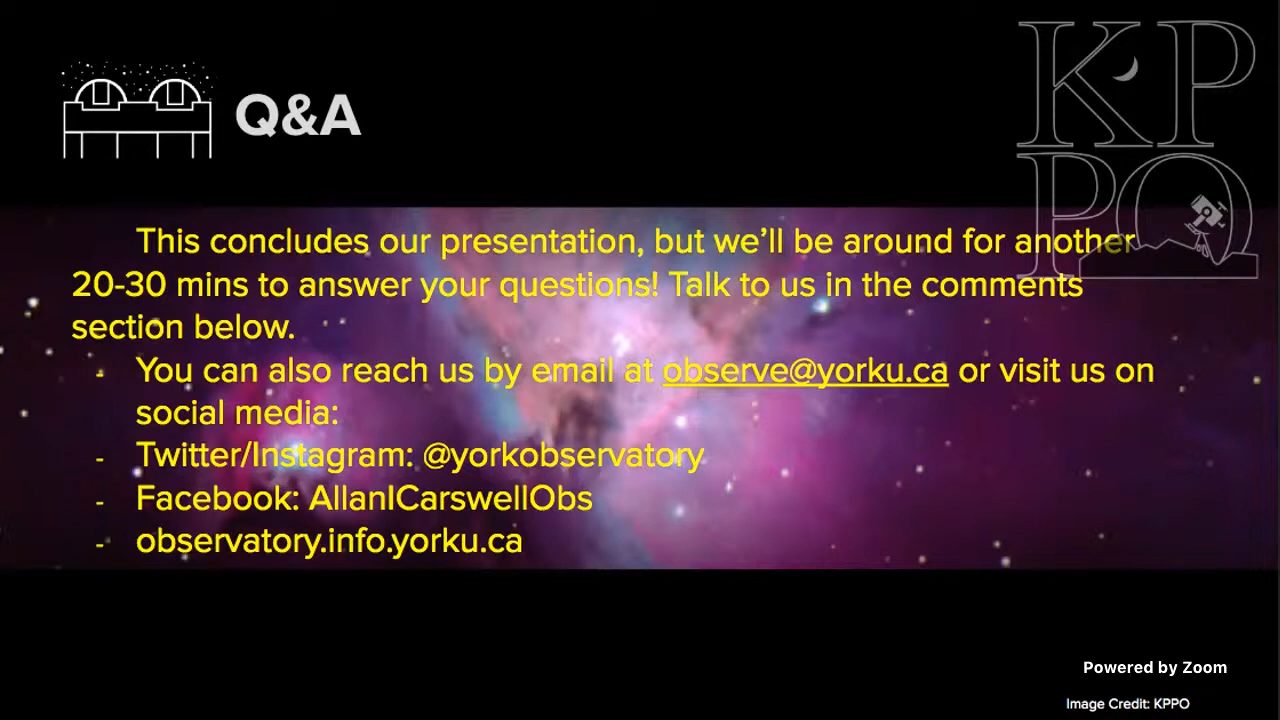 KP
PO
Q&A
This concludes our presentation, but we'll be around for another
20-30 mins to answer your questions! Talk to us in the comments
section below.
- You can also reach us by email at observe@yorku.ca or visit us on
social media:
- Twitter/Instagram: @yorkobservatory
- Facebook: AllanICarswellObs
- observatory.info.yorku.ca
Powered by Zoom
Image Credit: KPPO